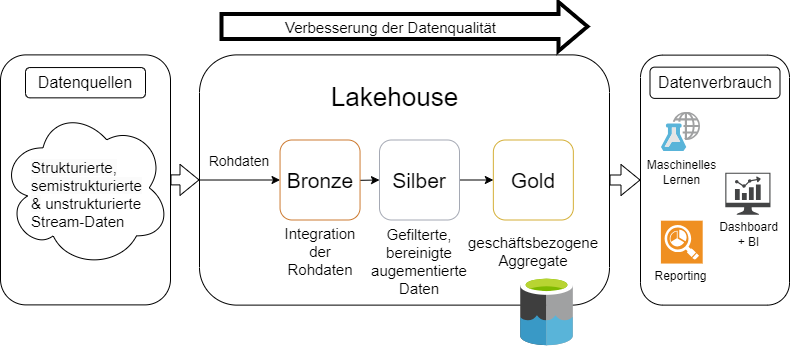 Verbesserung der Datenqualität
Datenquellen
Strukturierte,
semistrukturierte
& unstrukturierte
Stream-Daten
Lakehouse
Rohdaten
Bronze
Silber
Gold
Integration
der
Rohdaten
Gefilterte,
bereinigte
augementierte
Daten
geschäftsbezogene
Aggregate
Datenverbrauch
Maschinelles
Lernen
Dashboard
+ BI
Reporting